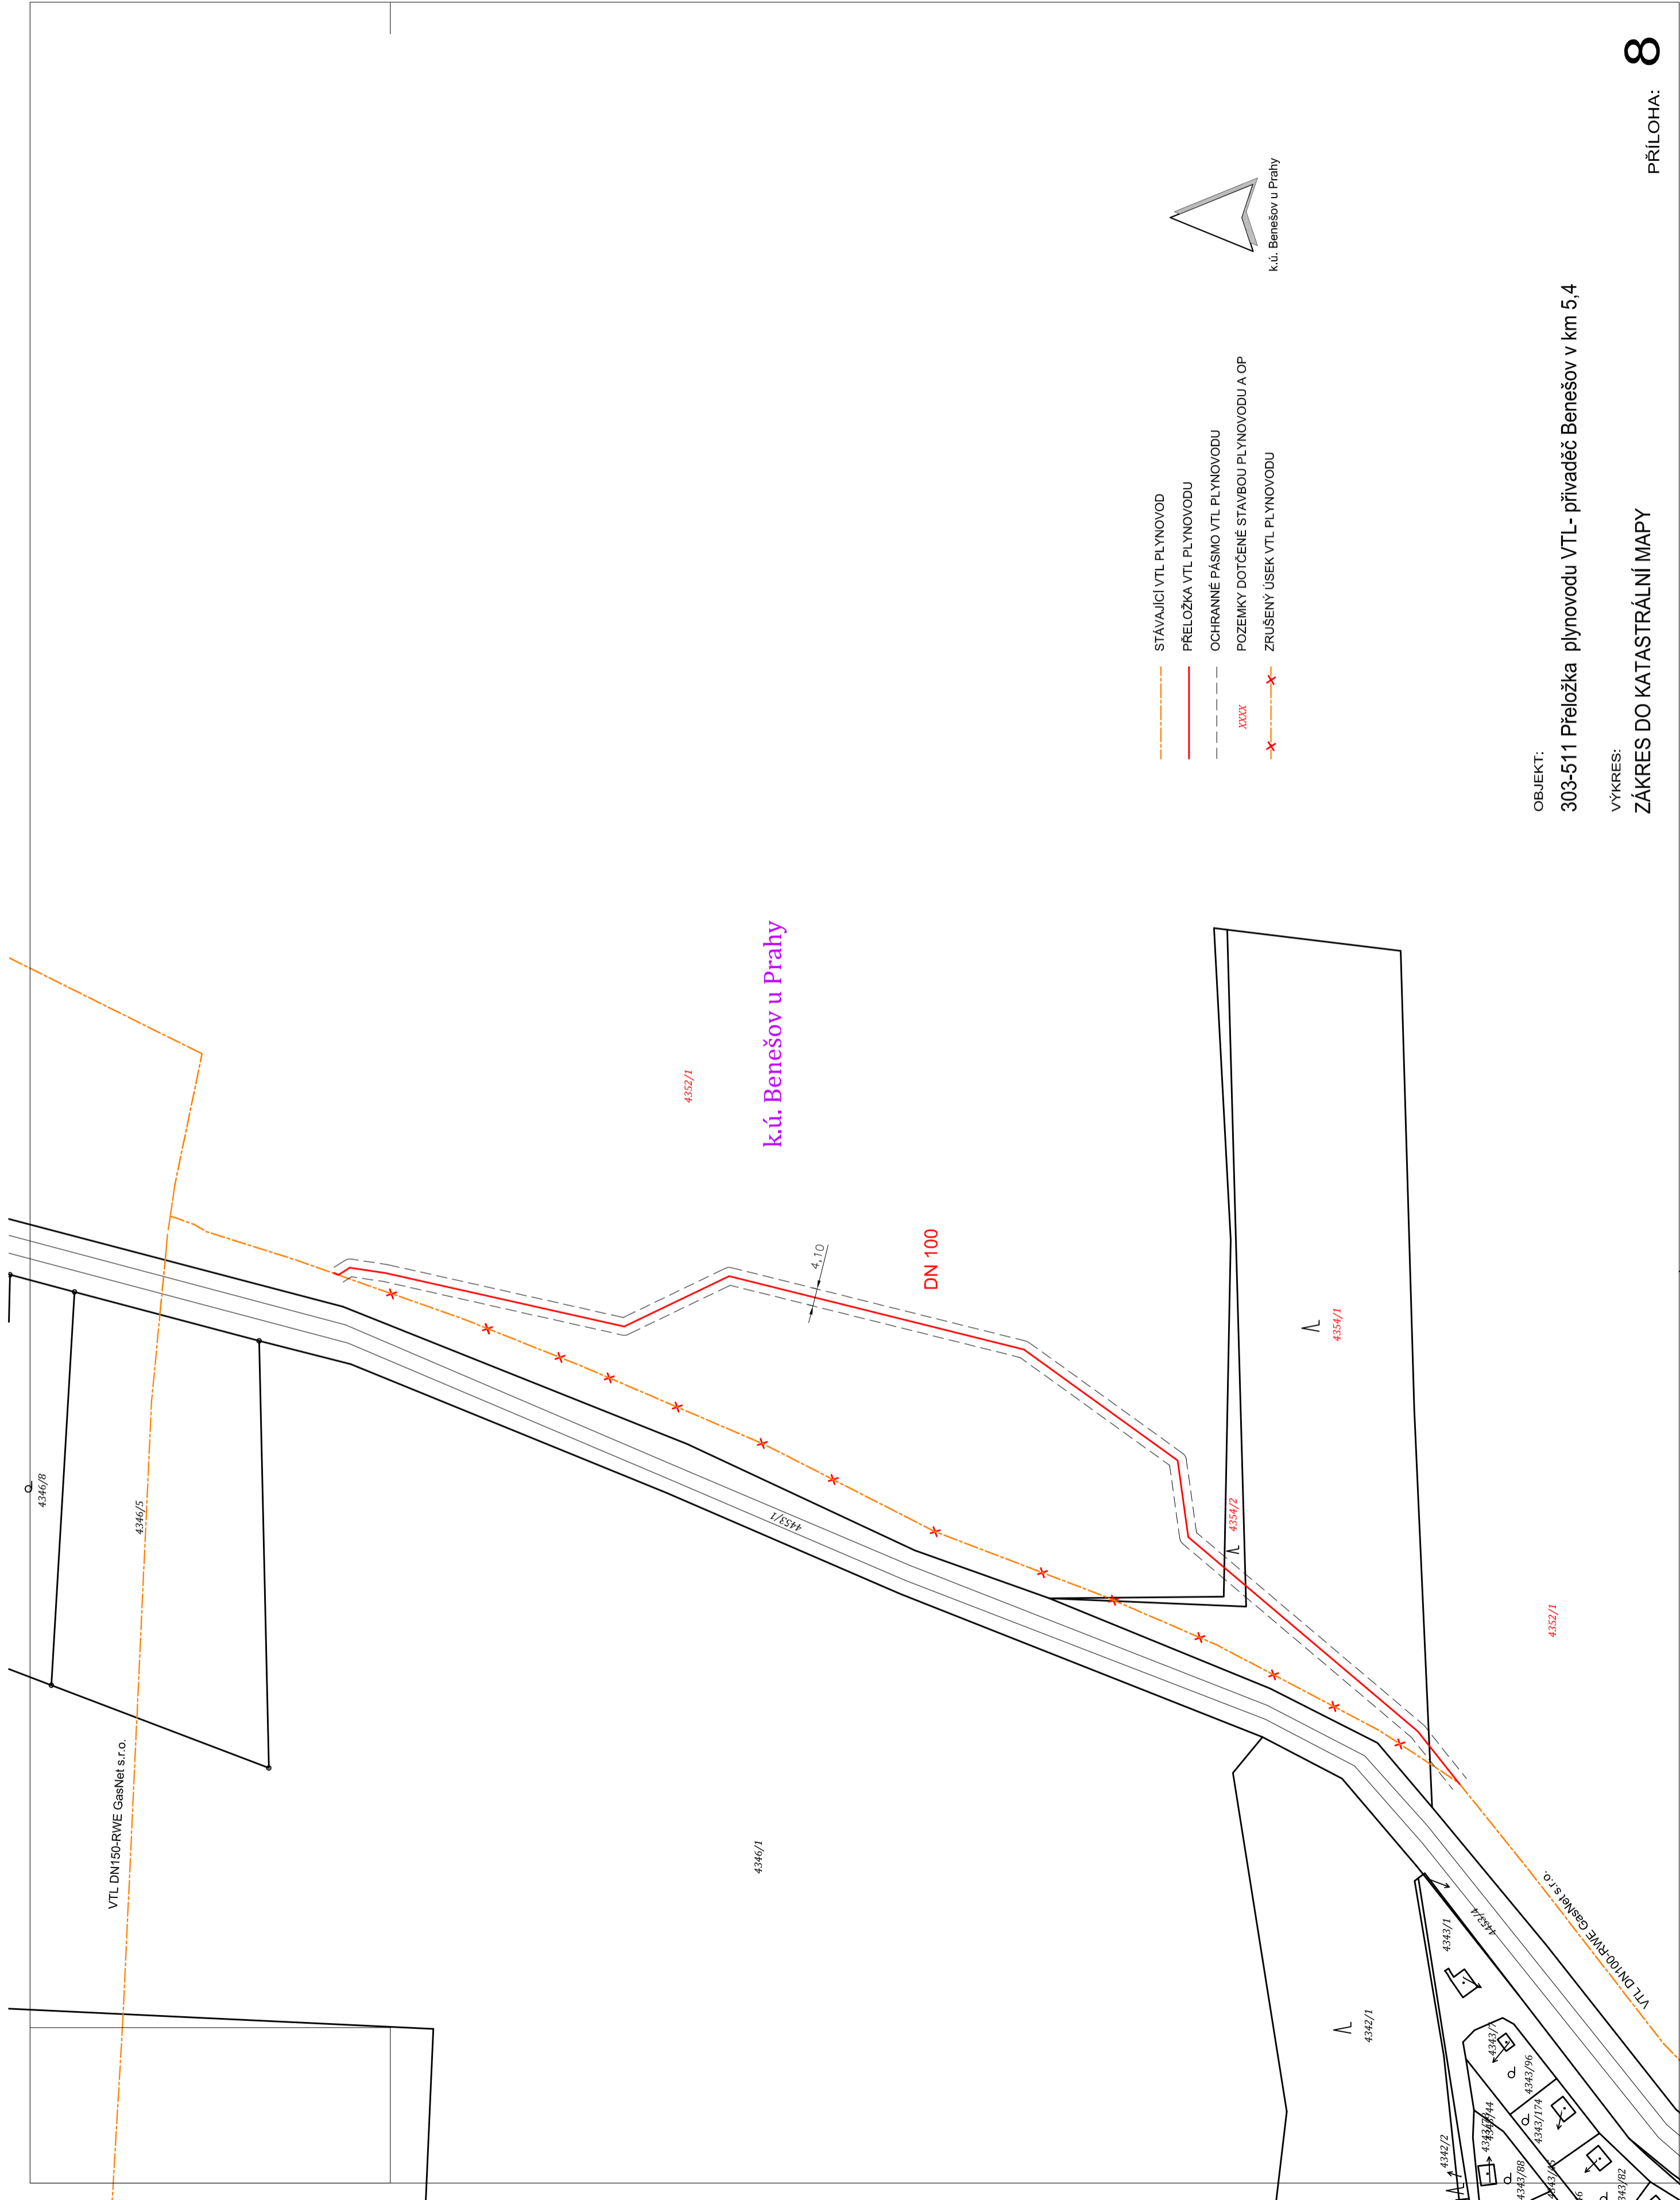 PŘÍLOHA: 8
k.ú. Benešov u Prahy
STÁVAJÍCÍ VTL PLYNOVOD
PŘELOŽKA VTL PLYNOVODU
OCHRANNÉ PÁSMO VTL PLYNOVODU
XXXX POZEMKY DOTČENÉ STAVBOU PLYNOVODU A OP
ZRUŠENÝ ÚSEK VTL PLYNOVODU
OBJEKT:
303-511 Přeložka plynovodu VTL- přivaděč Benešov v km 5,4
VÝKRES:
ZÁKRES DO KATASTRÁLNÍ MAPY
k.ú. Benešov u Prahy
4352/1
DN 100
4,10
4354/1
4354/2
4352/1
4453/1
4346/8
4346/5
VTL DN150-RWE GasNet s.r.o.
4346/1
VTL DN100-RWE GasNet s.r.o.
4453/4
4343/1
4342/1
4343/7
4343/96
4343/174
4342/2
4343/88